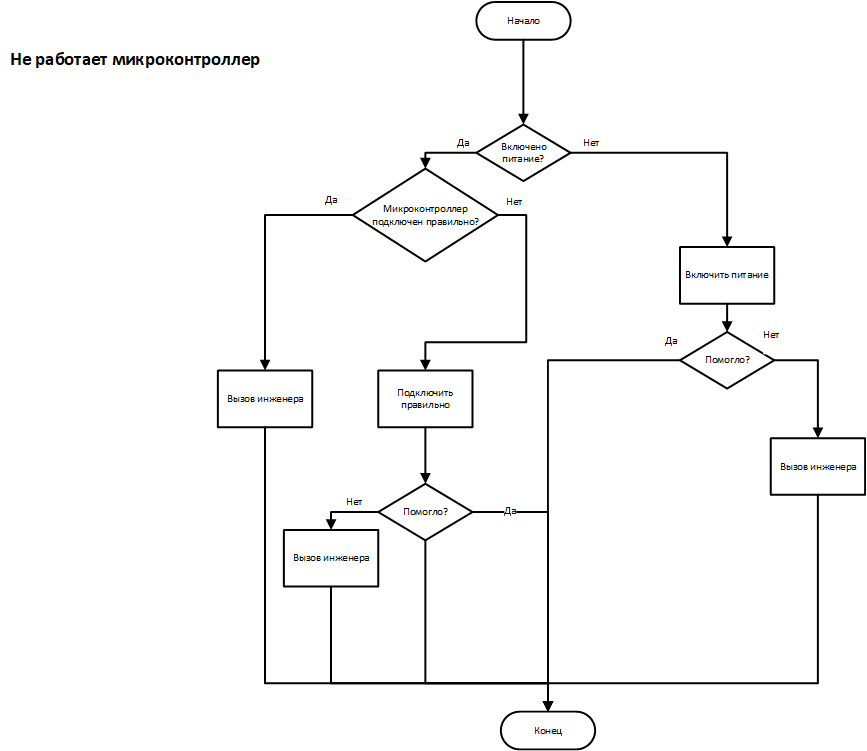 Начало
Не работает микроконтроллер
Да
Включено
питание?
Нет
Да
Микроконтроллер
подключен правильно?
Нет
Включить питание
Да
Помогло?
Нет
Вызов инженера
Подключить
правильно
Вызов инженера
Нет
Помогло?
Да
Вызов инженера
Конец